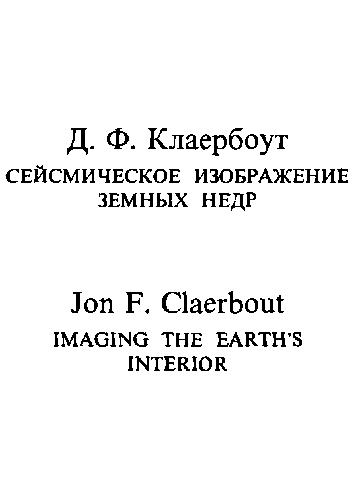 Д. Ф. Клаербоут
СЕЙСМИЧЕСКОЕ ИЗОБРАЖЕНИЕ
ЗЕМНЫХ НЕДР
Jon F. Claerbout
IMAGING THE EARTH'S
INTERIOR